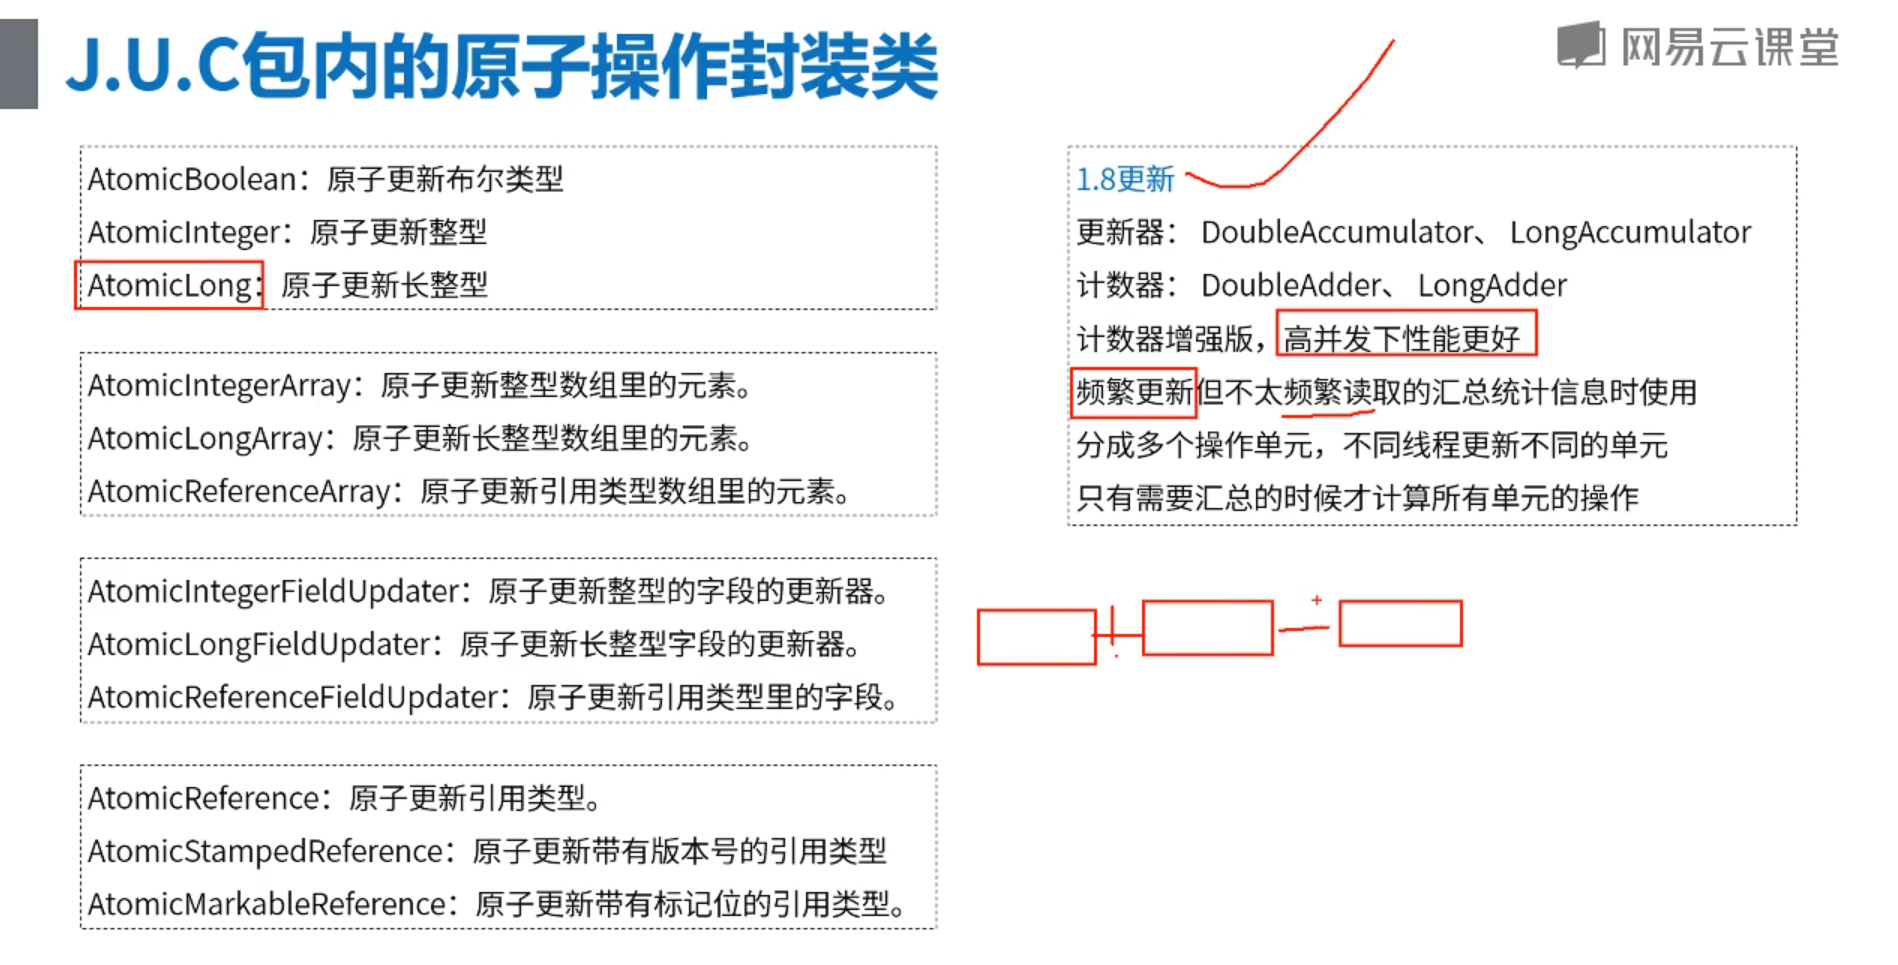 J.U.C包内的原子操作封装类
网易云课堂
AtomicBoolean：原子更新布尔类型
AtomicInteger：原子更新整型
AtomicLong：原子更新长整型
AtomicIntegerArray：原子更新整型数组里的元素。
AtomicLongArray：原子更新长整型数组里的元素。
AtomicReferenceArray：原子更新引用类型数组里的元素。
AtomicIntegerFieldUpdater：原子更新整型的字段的更新器。
AtomicLongFieldUpdater：原子更新长整型字段的更新器。
AtomicReferenceFieldUpdater：原子更新引用类型里的字段。
AtomicReference：原子更新引用类型。
AtomicStampedReference：原子更新带有版本号的引用类型
AtomicMarkableReference：原子更新带有标记位的引用类型。
1.8更新
更新器： DoubleAccumulator、 LongAccumulator
计数器： DoubleAdder、 LongAdder
计数器增强版，高并发下性能更好
频繁更新但不太频繁读取的汇总统计信息时使用
分成多个操作单元，不同线程更新不同的单元
只有需要汇总的时候才计算所有单元的操作
+